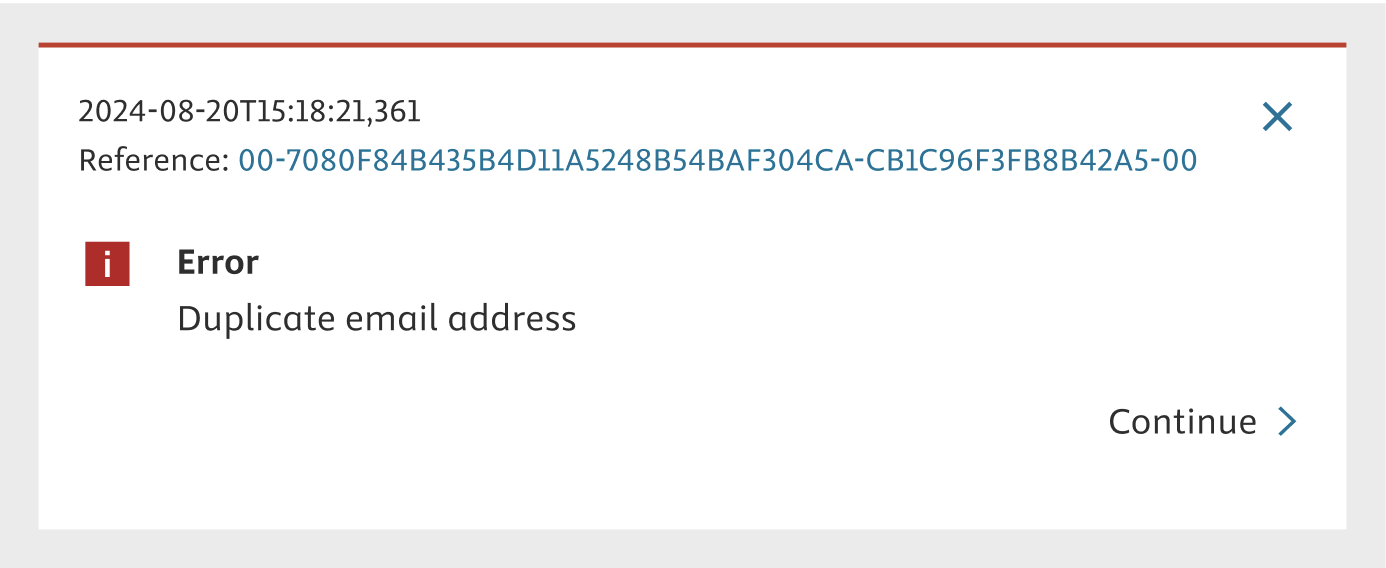 2024-08-20T15:18:21,361
Reference: 00-7080F84B435B4D11A5248B54BAF304CA-CB1C96F3FB8B42A5-00
i
Error
Duplicate email address
Continue